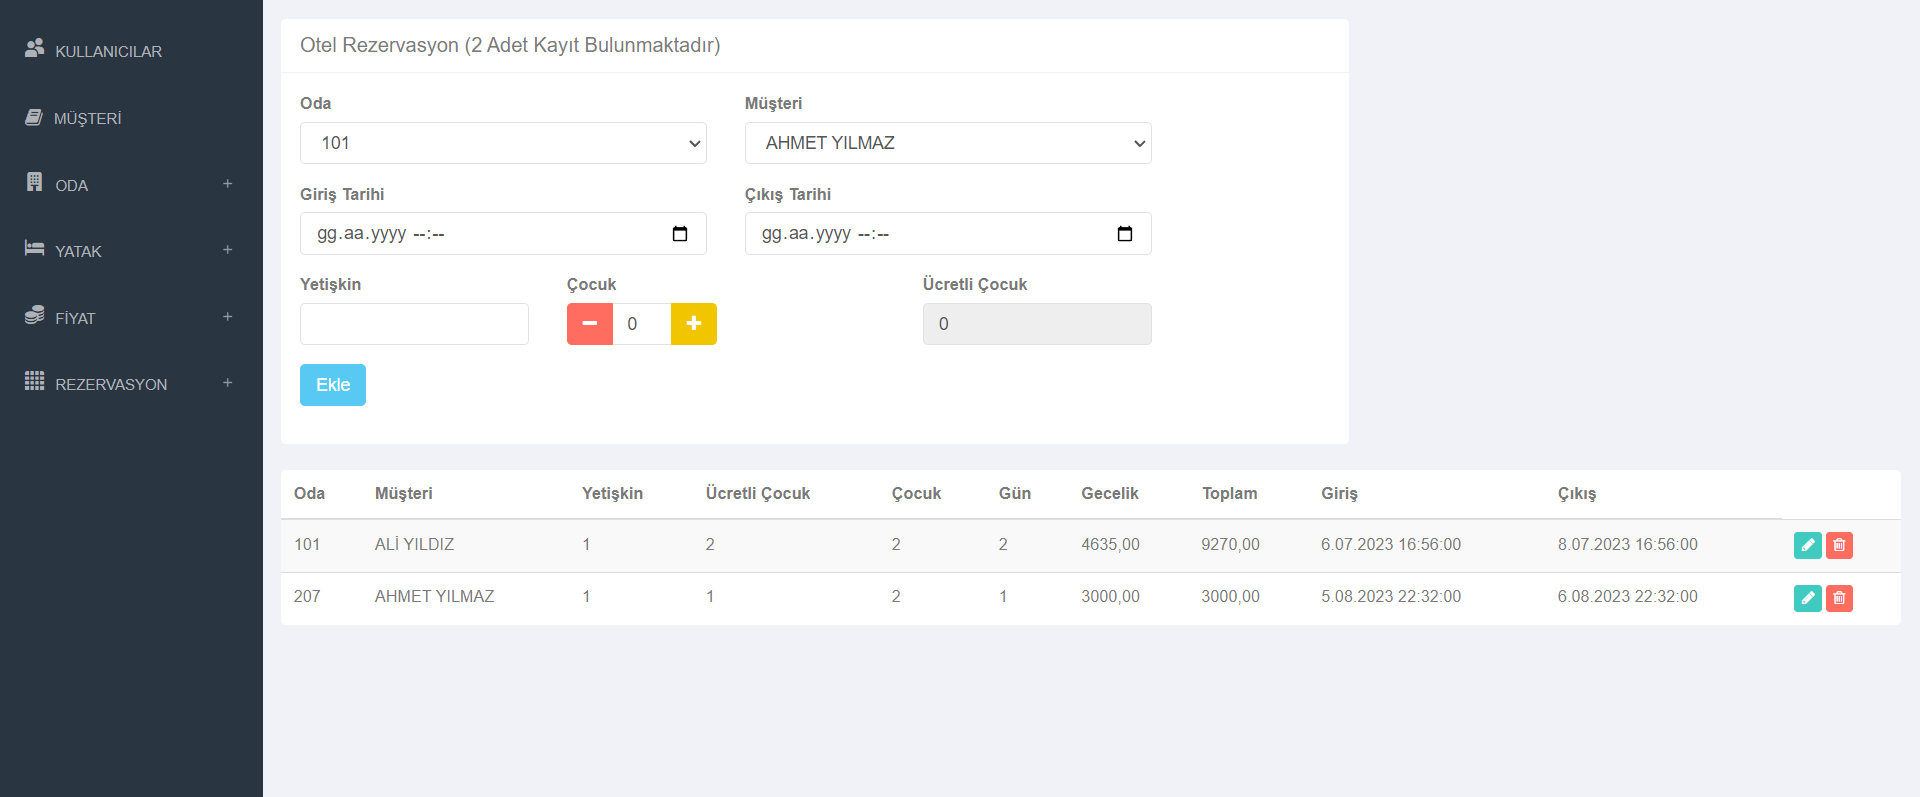 KULLANICILAR
MÜŞTERİ
ODA +
YATAK +
FİYAT +
REZERVASYON +
Otel Rezervasyon (2 Adet Kayıt Bulunmaktadır)
Oda Müşteri
101 AHMET YILMAZ
Giriş Tarihi Çıkış Tarihi
gg.aa.yyyy --:-- gg.aa.yyyy --:--
Yetişkin Çocuk Ücretli Çocuk
− 0 + 0
Ekle
Oda Müşteri Yetişkin Ücretli Çocuk Çocuk Gün Gecelik Toplam Giriş Çıkış
101 ALİ YILDIZ 1 2 2 2 4635,00 9270,00 6.07.2023 16:56:00 8.07.2023 16:56:00
207 AHMET YILMAZ 1 1 2 1 3000,00 3000,00 5.08.2023 22:32:00 6.08.2023 22:32:00